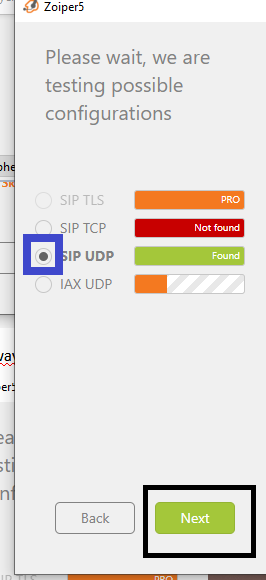 Zoiper5
Please wait, we are
testing possible
configurations
SIP TLS PRO
SIP TCP Not found
SIP UDP Found
IAX UDP
Back Next